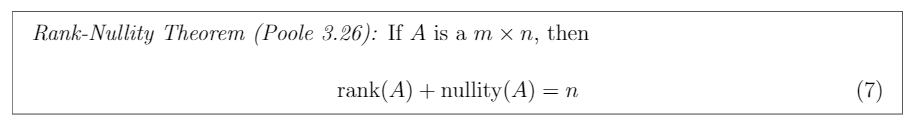 Rank-Nullity Theorem (Poole 3.26): If A is a m × n, then
rank(A) + nullity(A) = n (7)